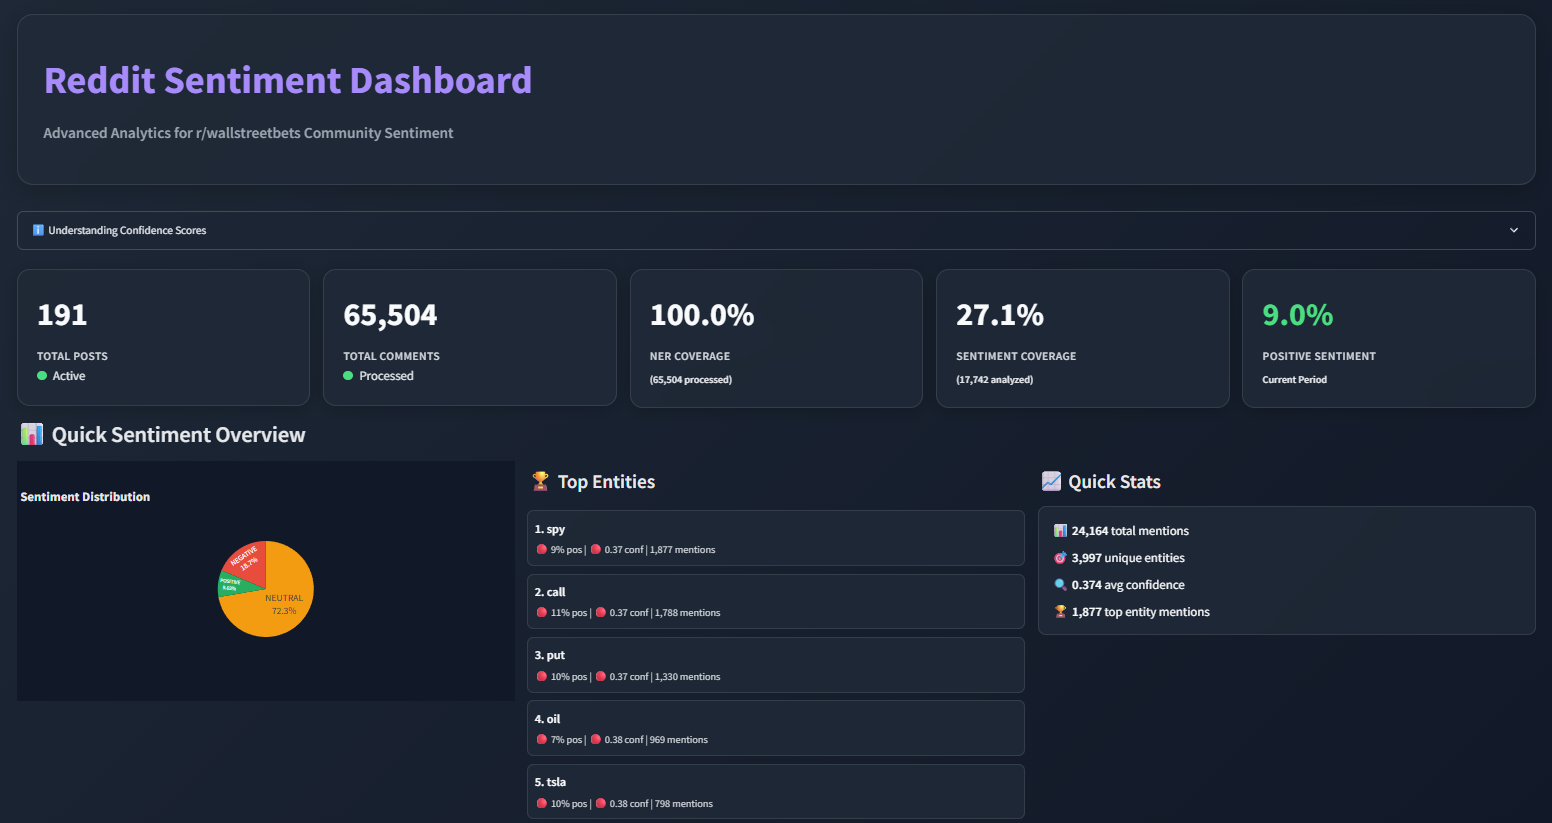 Reddit Sentiment Dashboard
Advanced Analytics for r/wallstreetbets Community Sentiment
Understanding Confidence Scores
191
TOTAL POSTS
Active
65,504
TOTAL COMMENTS
Processed
100.0%
NER COVERAGE
(65,504 processed)
27.1%
SENTIMENT COVERAGE
(17,742 analyzed)
9.0%
POSITIVE SENTIMENT
Current Period
Quick Sentiment Overview
Sentiment Distribution
NEGATIVE
18.7%
POSITIVE
9.03%
NEUTRAL
72.3%
Top Entities
1. spy
9% pos | 0.37 conf | 1,877 mentions
2. call
11% pos | 0.37 conf | 1,788 mentions
3. put
10% pos | 0.37 conf | 1,330 mentions
4. oil
7% pos | 0.38 conf | 969 mentions
5. tsla
10% pos | 0.38 conf | 798 mentions
Quick Stats
24,164 total mentions
3,997 unique entities
0.374 avg confidence
1,877 top entity mentions